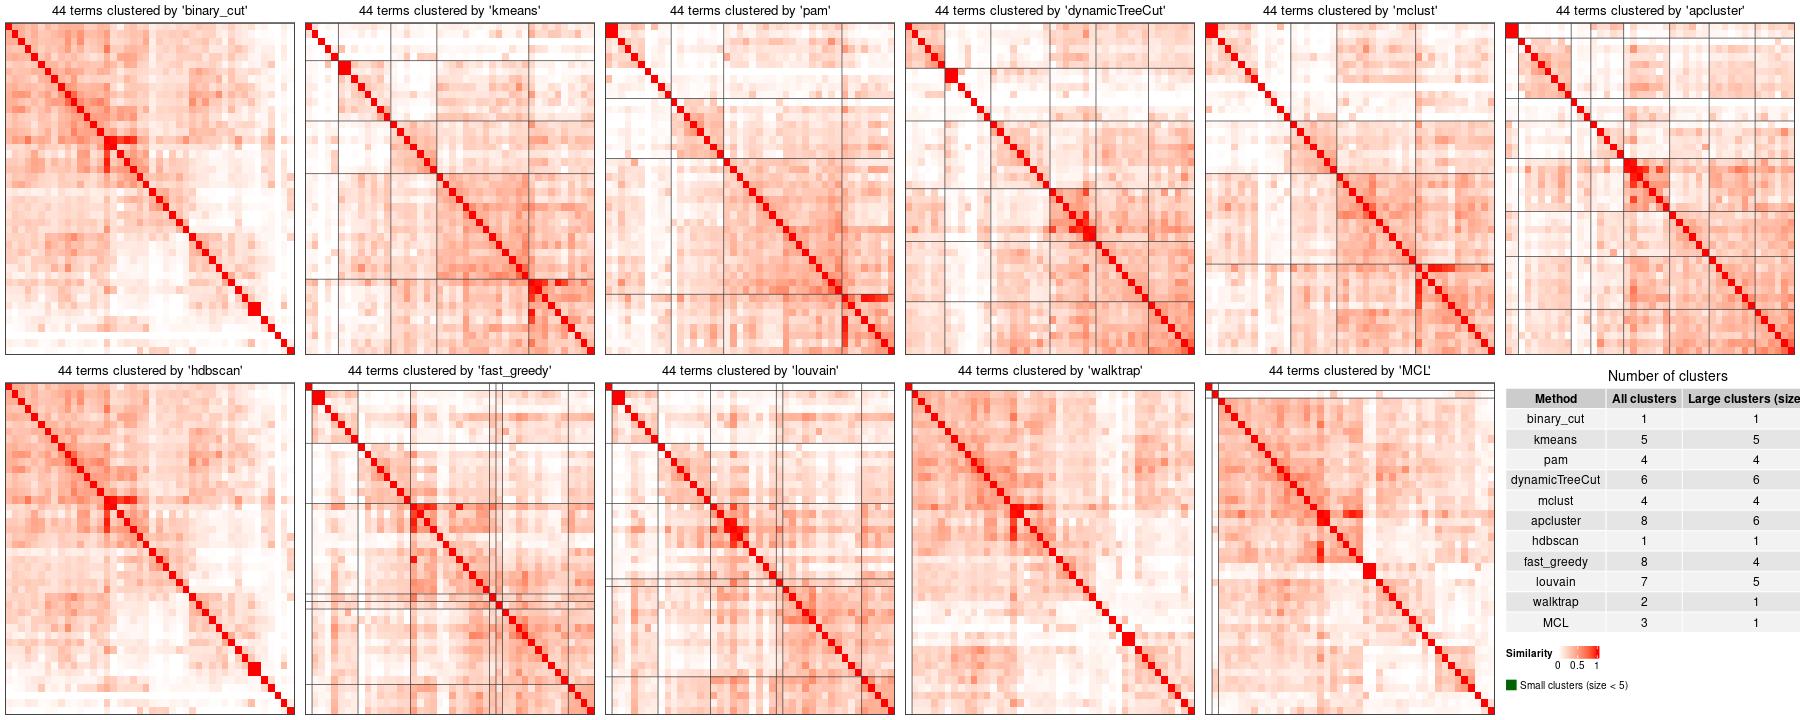 44 terms clustered by 'binary_cut'
44 terms clustered by 'kmeans'
44 terms clustered by 'pam'
44 terms clustered by 'dynamicTreeCut'
44 terms clustered by 'mclust'
44 terms clustered by 'apcluster'
44 terms clustered by 'hdbscan'
44 terms clustered by 'fast_greedy'
44 terms clustered by 'louvain'
44 terms clustered by 'walktrap'
44 terms clustered by 'MCL'
Number of clusters
Method All clusters Large clusters (size
binary_cut 1 1
kmeans 5 5
pam 4 4
dynamicTreeCut 6 6
mclust 4 4
apcluster 8 6
hdbscan 1 1
fast_greedy 8 4
louvain 7 5
walktrap 2 1
MCL 3 1
Similarity
0 0.5 1
Small clusters (size < 5)